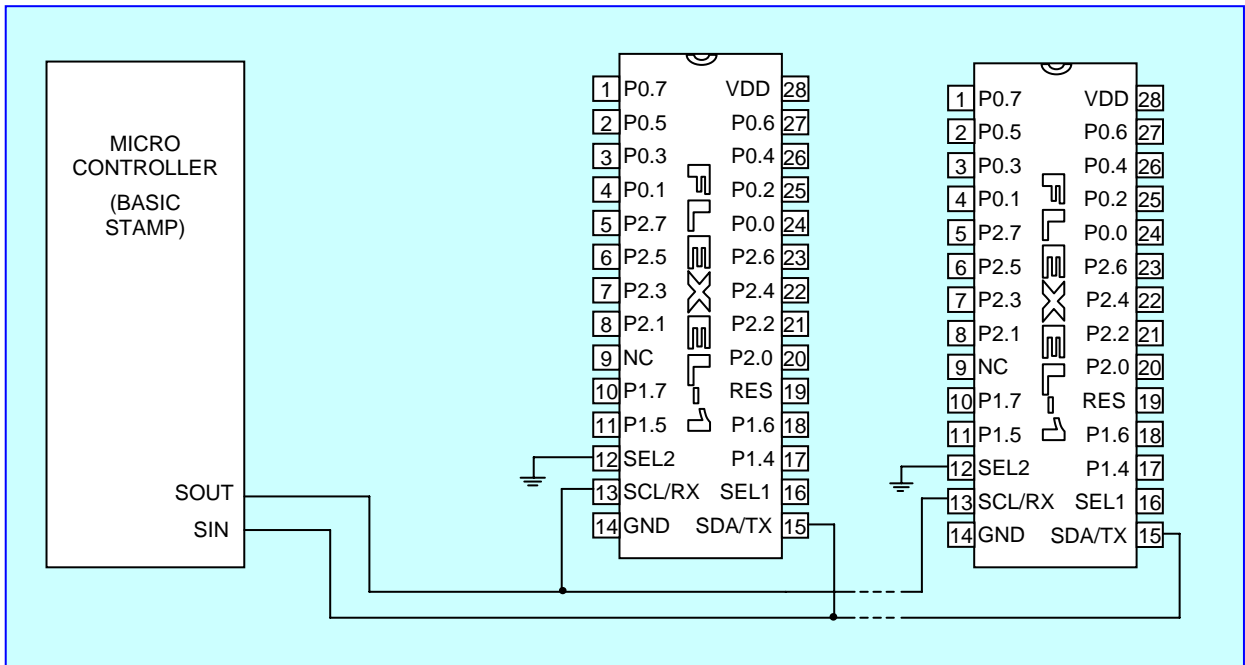 MICRO
CONTROLLER
(BASIC
STAMP)
SOUT
SIN
1 P0.7 VDD 28
2 P0.5 P0.6 27
3 P0.3 P0.4 26
4 P0.1 P0.2 25
5 P2.7 P0.0 24
6 P2.5 P2.6 23
7 P2.3 P2.4 22
8 P2.1 P2.2 21
9 NC P2.0 20
10 P1.7 RES 19
11 P1.5 P1.6 18
12 SEL2 P1.4 17
13 SCL/RX SEL1 16
14 GND SDA/TX 15
FLEXEL-1
1 P0.7 VDD 28
2 P0.5 P0.6 27
3 P0.3 P0.4 26
4 P0.1 P0.2 25
5 P2.7 P0.0 24
6 P2.5 P2.6 23
7 P2.3 P2.4 22
8 P2.1 P2.2 21
9 NC P2.0 20
10 P1.7 RES 19
11 P1.5 P1.6 18
12 SEL2 P1.4 17
13 SCL/RX SEL1 16
14 GND SDA/TX 15
FLEXEL-1